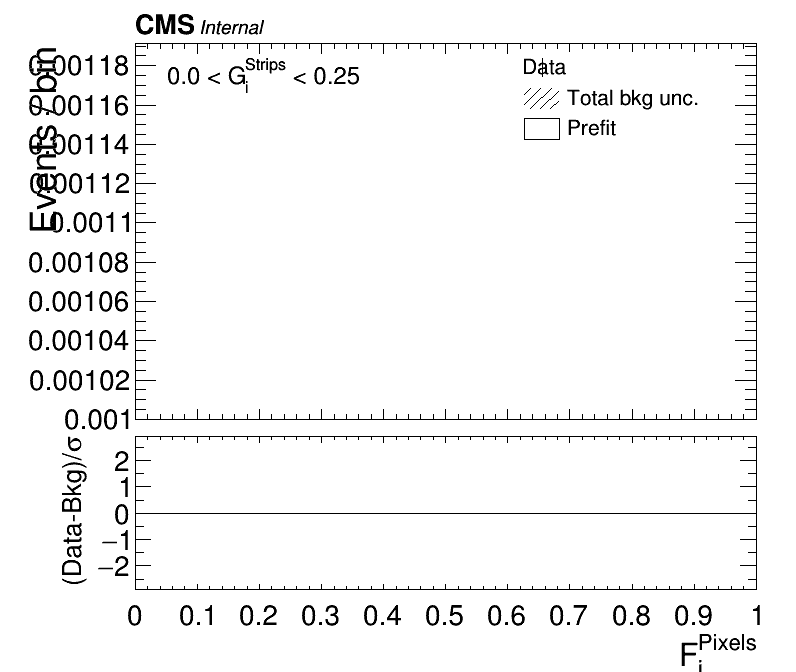 CMS Internal
Events / bin
0.00118
0.00116
0.00114
0.00112
0.0011
0.00108
0.00106
0.00104
0.00102
0.001
0.0 < G_i^Strips < 0.25
Data
Total bkg unc.
Prefit
(Data-Bkg)/σ
2
1
0
−1
−2
0 0.1 0.2 0.3 0.4 0.5 0.6 0.7 0.8 0.9 1
F_i^Pixels